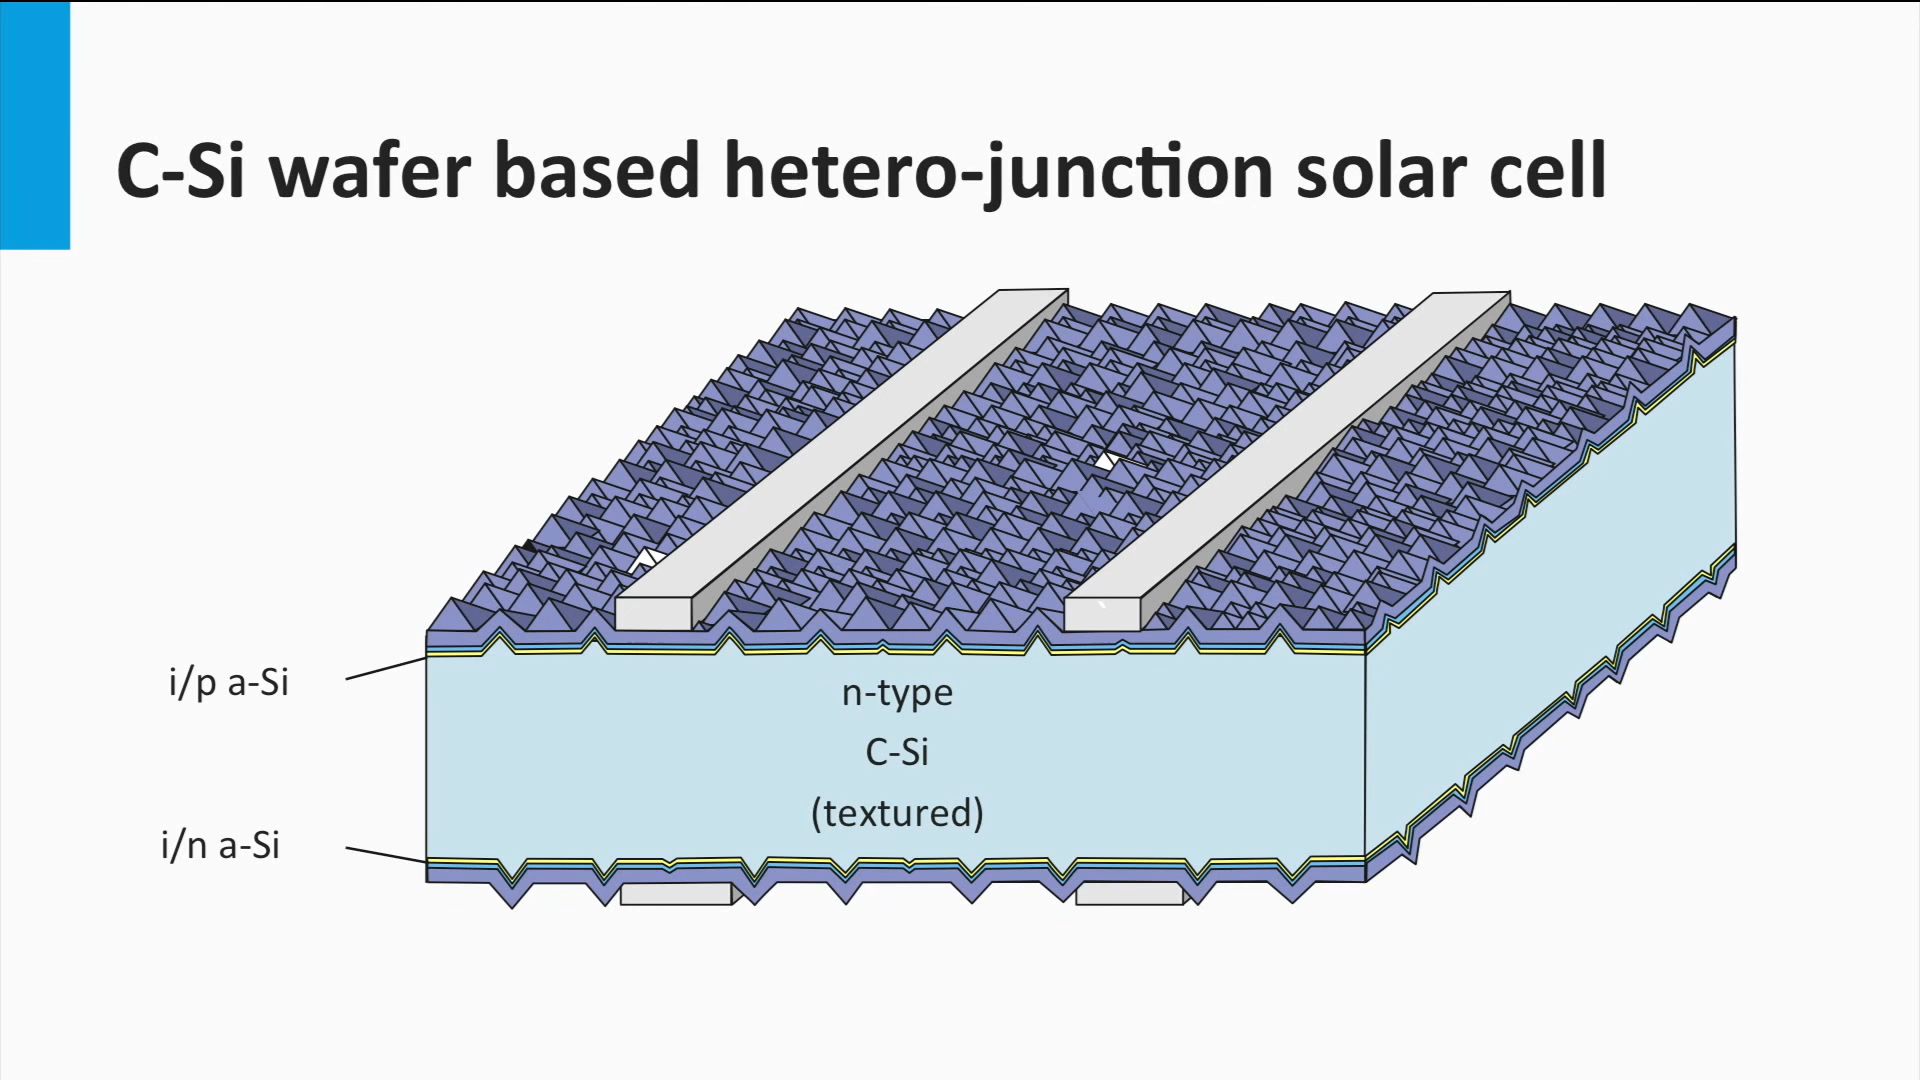 C-Si wafer based hetero-junction solar cell
i/p a-Si
n-type
C-Si
(textured)
i/n a-Si